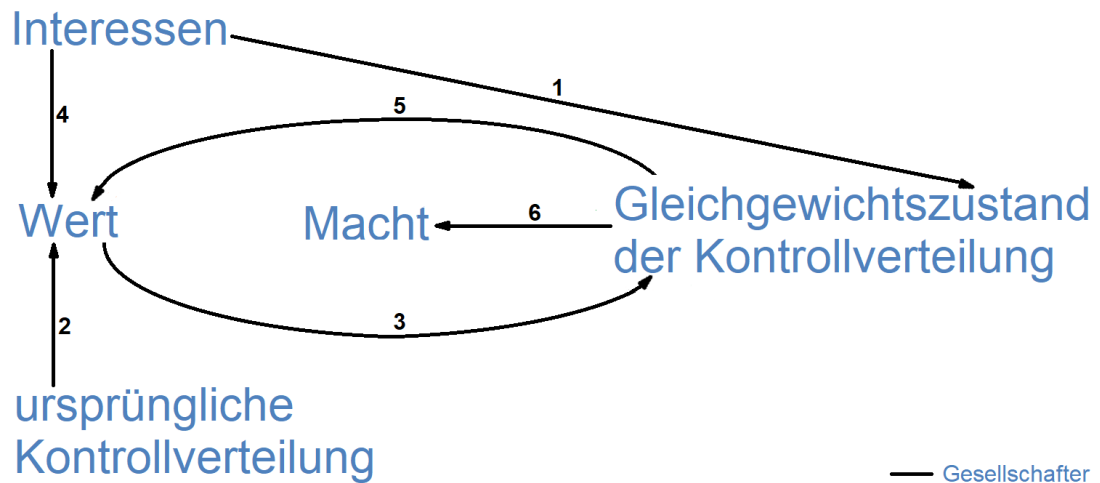 Interessen
1
5
4
Wert
Macht
6
Gleichgewichtszustand
der Kontrollverteilung
2
3
ursprüngliche
Kontrollverteilung
Gesellschafter